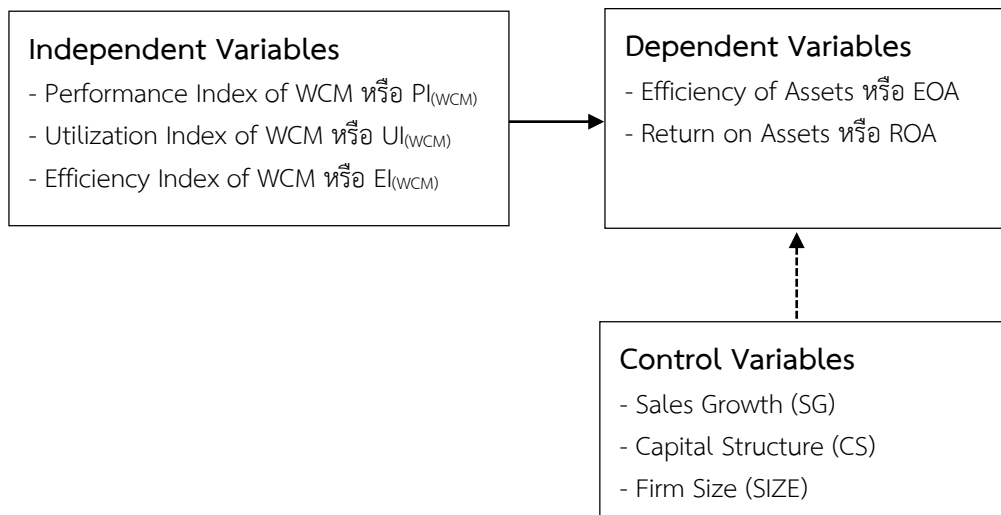 Independent Variables
- Performance Index of WCM หรือ PI(WCM)
- Utilization Index of WCM หรือ UI(WCM)
- Efficiency Index of WCM หรือ EI(WCM)
Dependent Variables
- Efficiency of Assets หรือ EOA
- Return on Assets หรือ ROA
Control Variables
- Sales Growth (SG)
- Capital Structure (CS)
- Firm Size (SIZE)